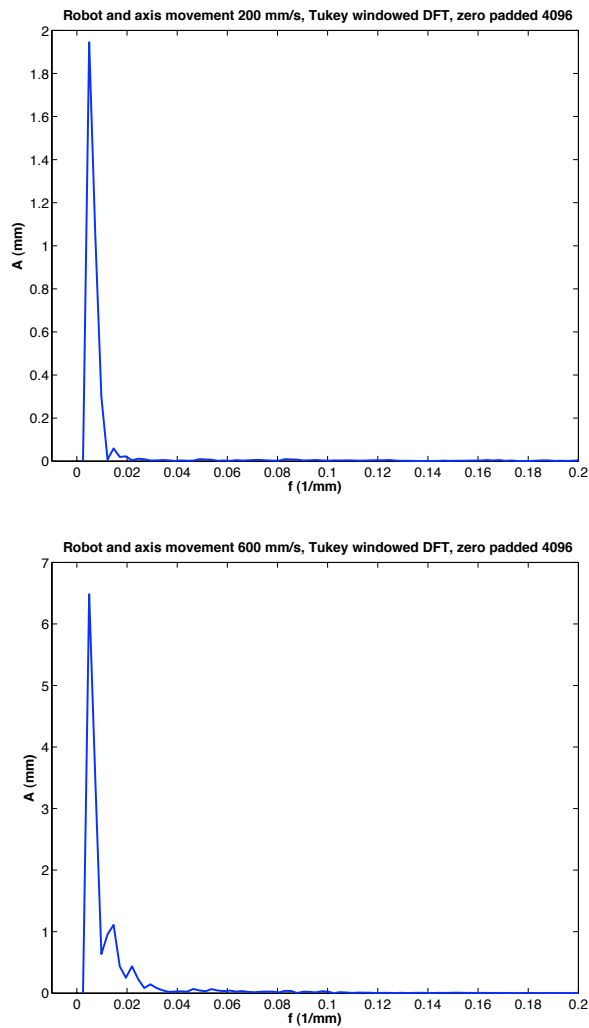 Robot and axis movement 200 mm/s, Tukey windowed DFT, zero padded 4096
2
1.8
1.6
1.4
1.2
1
0.8
0.6
0.4
0.2
0
A (mm)
0 0.02 0.04 0.06 0.08 0.1 0.12 0.14 0.16 0.18 0.2
f (1/mm)
Robot and axis movement 600 mm/s, Tukey windowed DFT, zero padded 4096
7
6
5
4
3
2
1
0
A (mm)
0 0.02 0.04 0.06 0.08 0.1 0.12 0.14 0.16 0.18 0.2
f (1/mm)